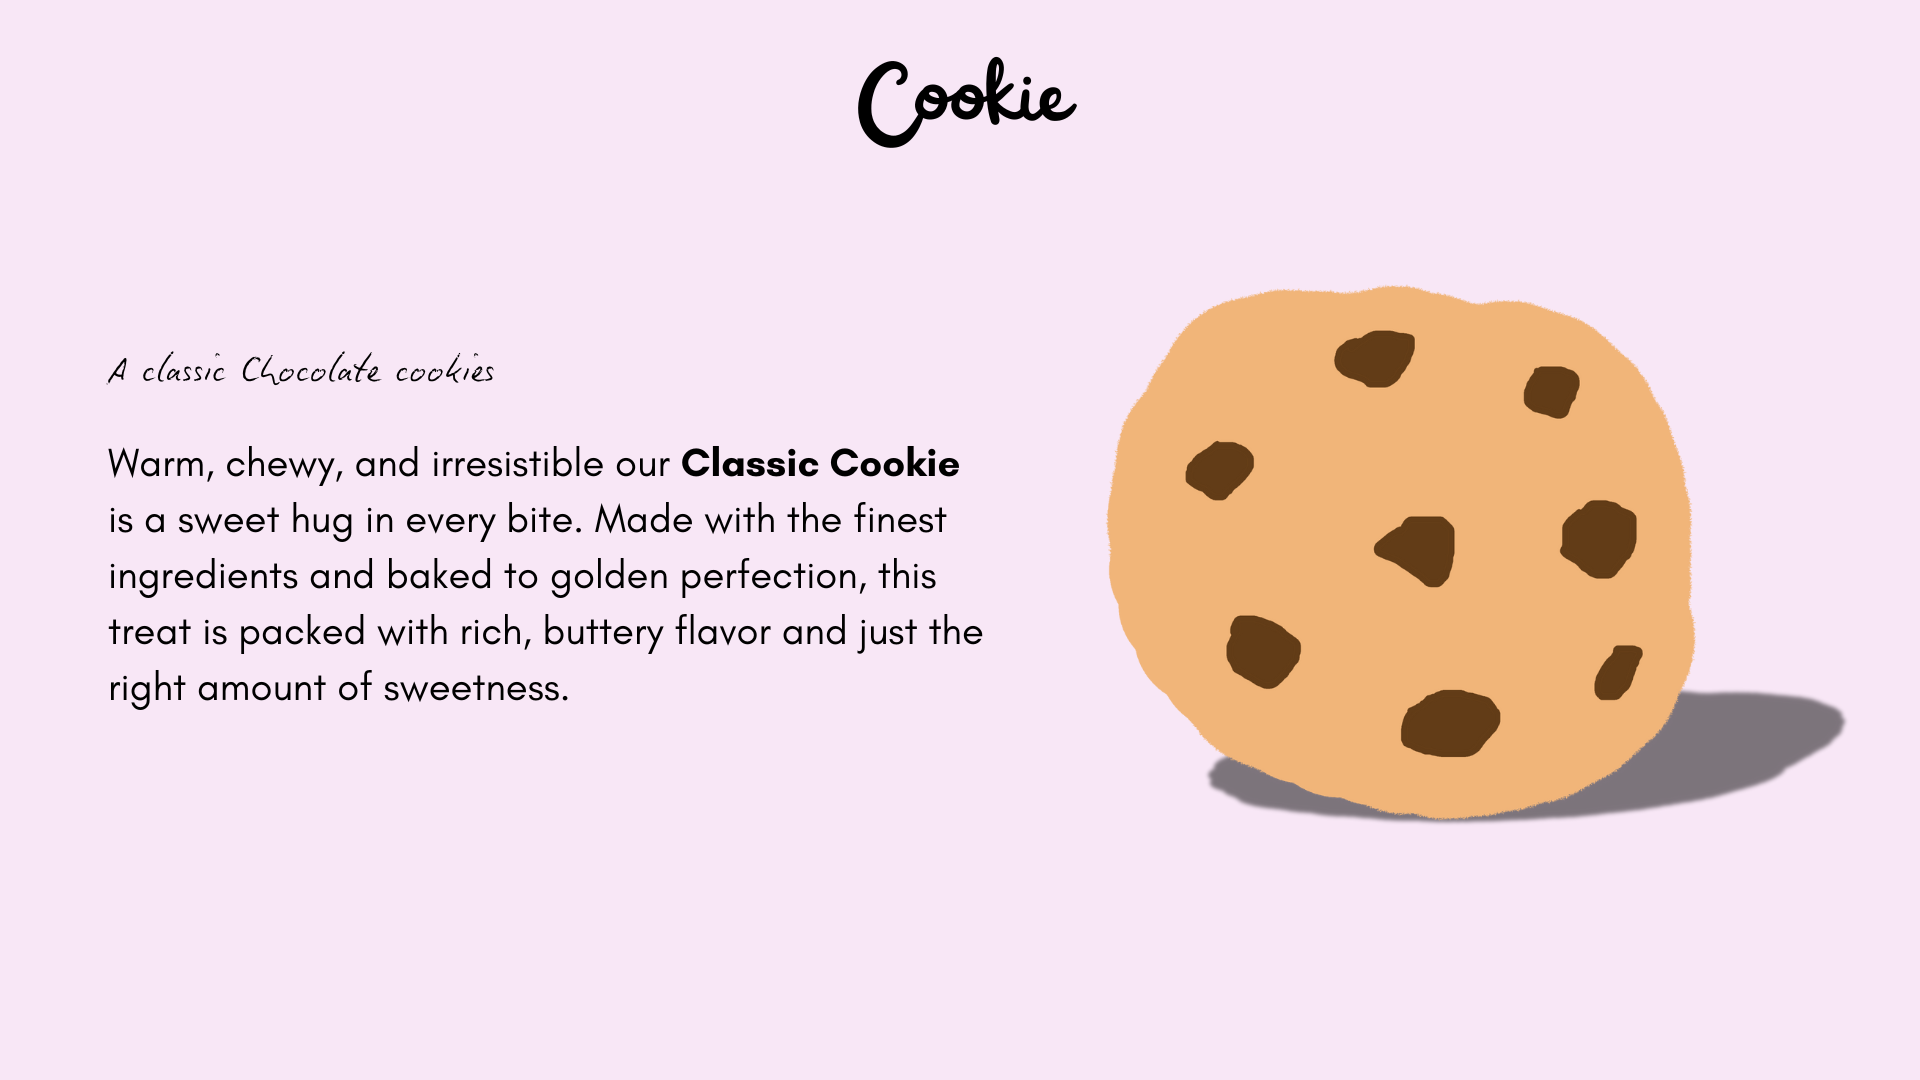 Cookie
A classic Chocolate cookies
Warm, chewy, and irresistible our Classic Cookie
is a sweet hug in every bite. Made with the finest
ingredients and baked to golden perfection, this
treat is packed with rich, buttery flavor and just the
right amount of sweetness.